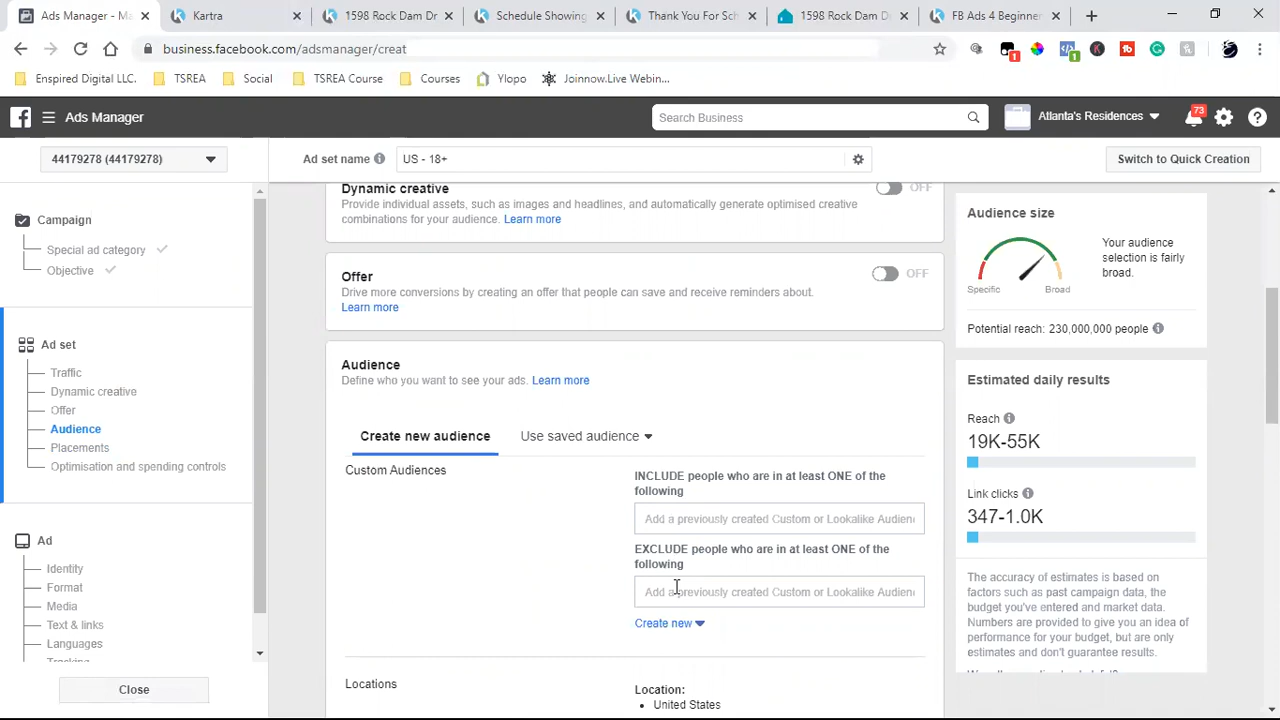 Ads Manager - Ma
Kartra
1598 Rock Dam Dr
Schedule Showing
Thank You For Sch
1598 Rock Dam D
FB Ads 4 Beginner
business.facebook.com/adsmanager/creat
1
1
Enspired Digital LLC.
TSREA
Social
TSREA Course
Courses
Ylopo
Joinnow.Live Webin...
Ads Manager
Search Business
Atlanta's Residences
73
44179278 (44179278)
Ad set name
US - 18+
Switch to Quick Creation
Campaign
Special ad category
Objective
Ad set
Traffic
Dynamic creative
Offer
Audience
Placements
Optimisation and spending controls
Ad
Identity
Format
Media
Text & links
Languages
Tracking
Close
Dynamic creative
OFF
Provide individual assets, such as images and headlines, and automatically generate optimised creative
combinations for your audience. Learn more
Offer
OFF
Drive more conversions by creating an offer that people can save and receive reminders about.
Learn more
Audience
Define who you want to see your ads. Learn more
Create new audience
Use saved audience
Custom Audiences
INCLUDE people who are in at least ONE of the
following
Add a previously created Custom or Lookalike Audien
EXCLUDE people who are in at least ONE of the
following
Add a previously created Custom or Lookalike Audien
Create new
Locations
Location:
United States
Audience size
Specific
Broad
Your audience
selection is fairly
broad.
Potential reach: 230,000,000 people
Estimated daily results
Reach
19K-55K
Link clicks
347-1.0K
The accuracy of estimates is based on
factors such as past campaign data, the
budget you've entered and market data.
Numbers are provided to give you an idea of
performance for your budget, but are only
estimates and don't guarantee results.